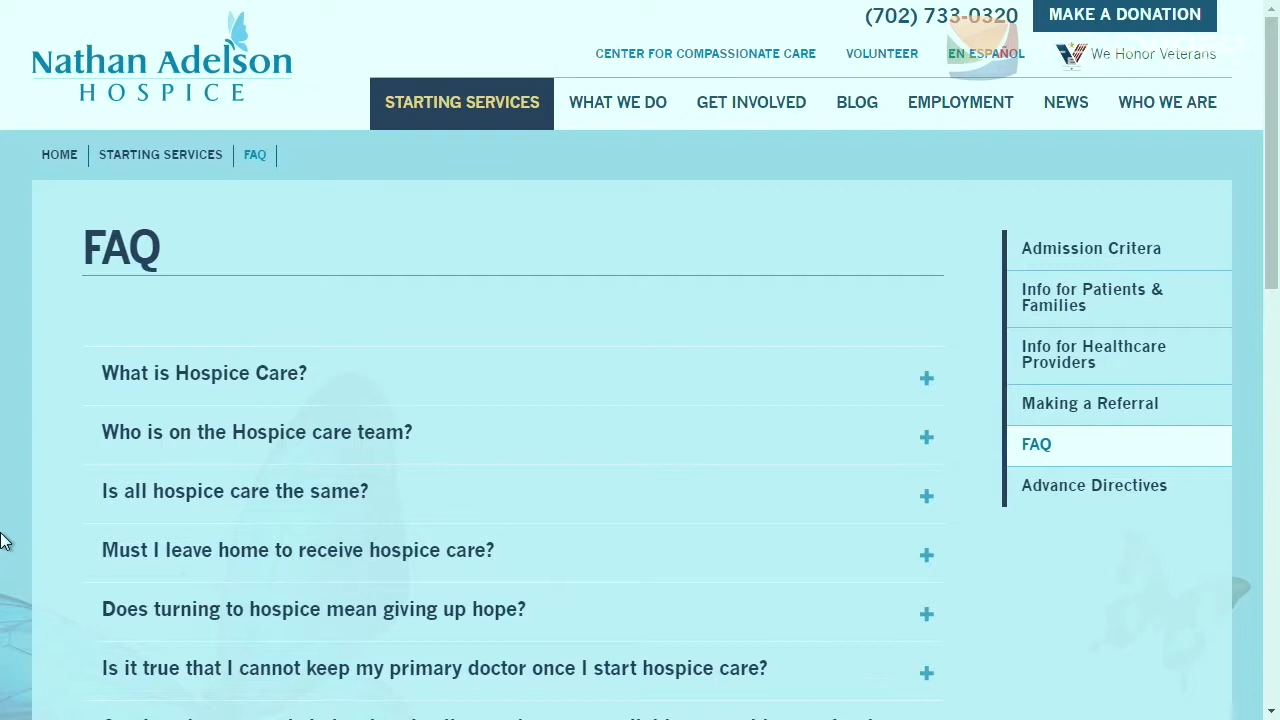 (702) 733-0320
MAKE A DONATION
Nathan Adelson
HOSPICE
CENTER FOR COMPASSIONATE CARE
VOLUNTEER
EN ESPAÑOL
We Honor Veterans
STARTING SERVICES
WHAT WE DO
GET INVOLVED
BLOG
EMPLOYMENT
NEWS
WHO WE ARE
HOME
STARTING SERVICES
FAQ
FAQ
What is Hospice Care?
Who is on the Hospice care team?
Is all hospice care the same?
Must I leave home to receive hospice care?
Does turning to hospice mean giving up hope?
Is it true that I cannot keep my primary doctor once I start hospice care?
Admission Critera
Info for Patients &
Families
Info for Healthcare
Providers
Making a Referral
FAQ
Advance Directives